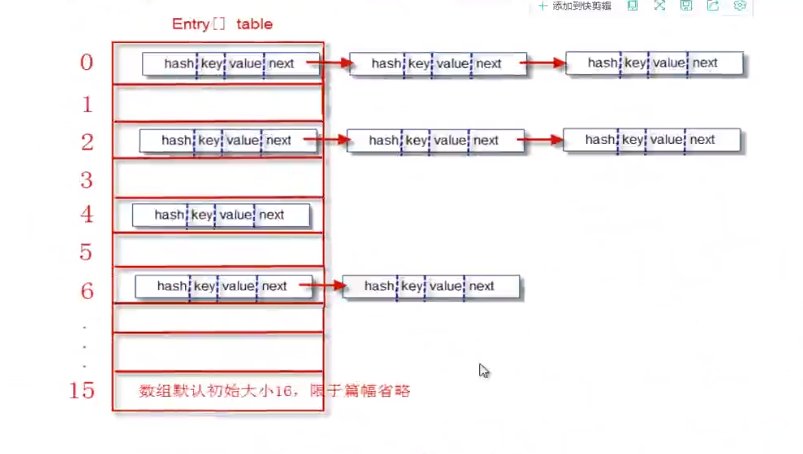 添加到快剪辑
Entry[] table
0 hash key value next hash key value next hash key value next
1
2 hash key value next hash key value next hash key value next
3
4 hash key value next
5
6 hash key value next hash key value next
.
.
.
15 数组默认初始大小16，限于篇幅省略